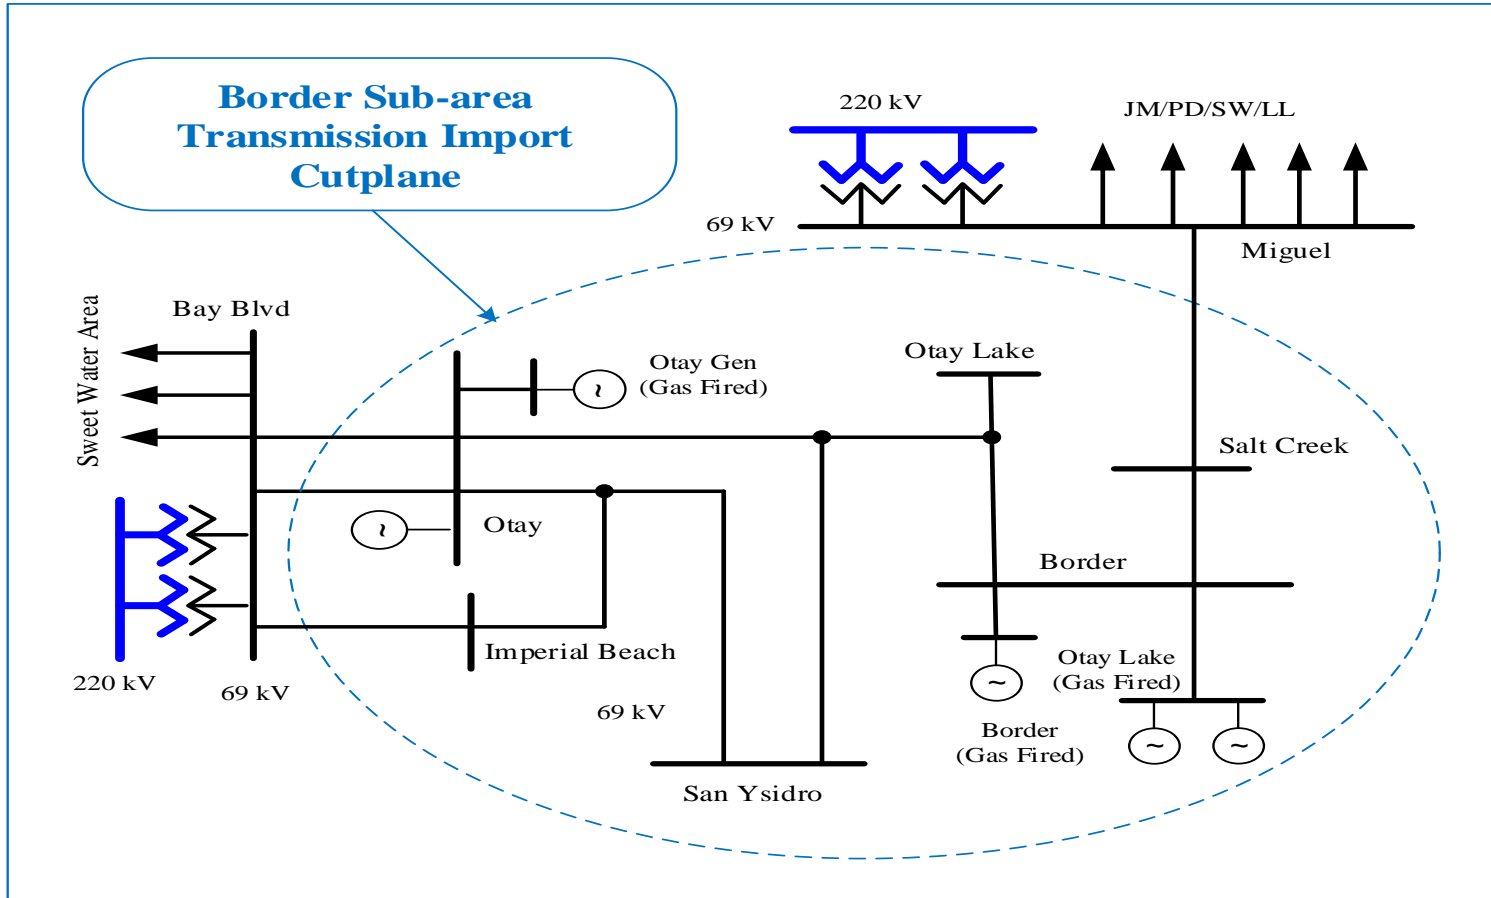 Border Sub-area
Transmission Import
Cutplane
220 kV
JM/PD/SW/LL
69 kV
Miguel
Bay Blvd
Sweet Water Area
Otay Gen
(Gas Fired)
Otay Lake
Salt Creek
Otay
Border
Imperial Beach
220 kV
69 kV
69 kV
Otay Lake
(Gas Fired)
Border
(Gas Fired)
San Ysidro
~
~
~
~
~